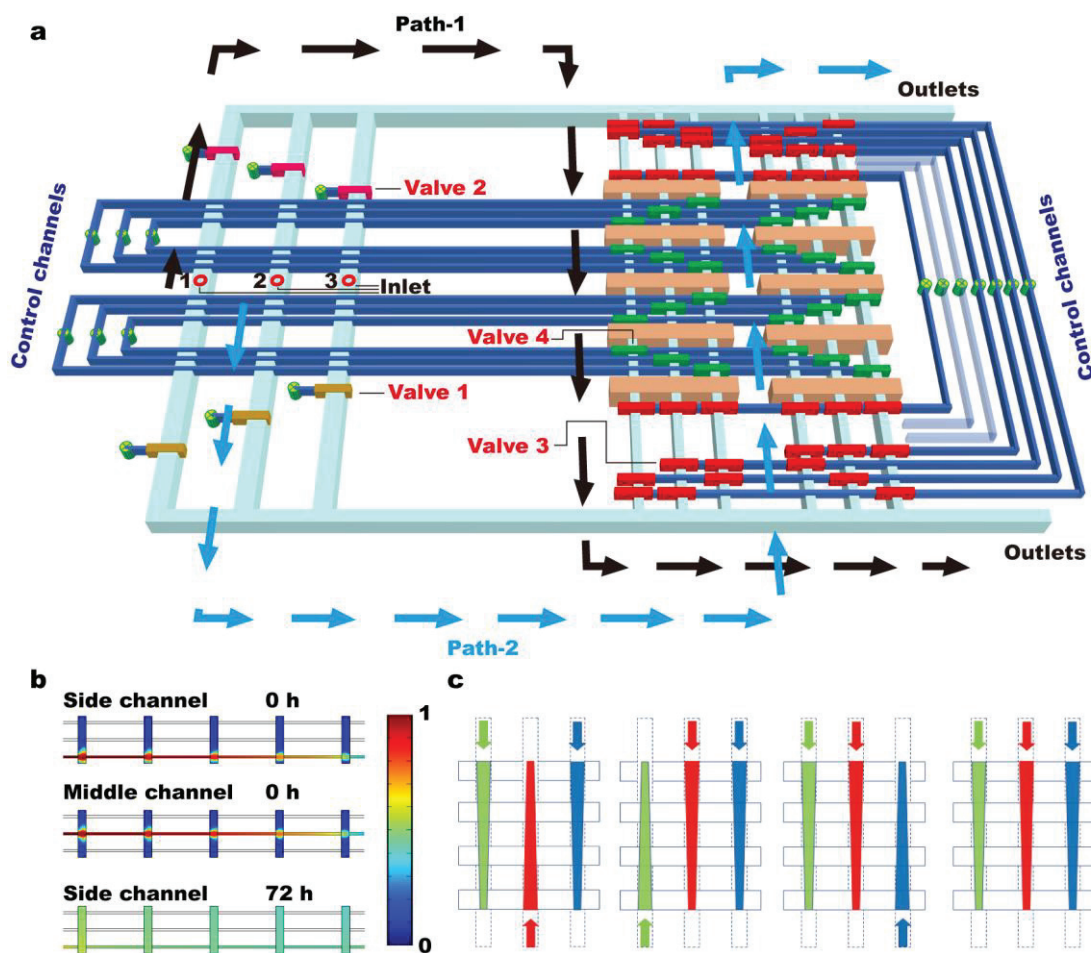 a
Path-1
Outlets
Valve 2
Control channels
1 2 3
Inlet
Control channels
Valve 4
Valve 1
Valve 3
Outlets
Path-2
b
c
Side channel 0 h
1
Middle channel 0 h
Side channel 72 h
0